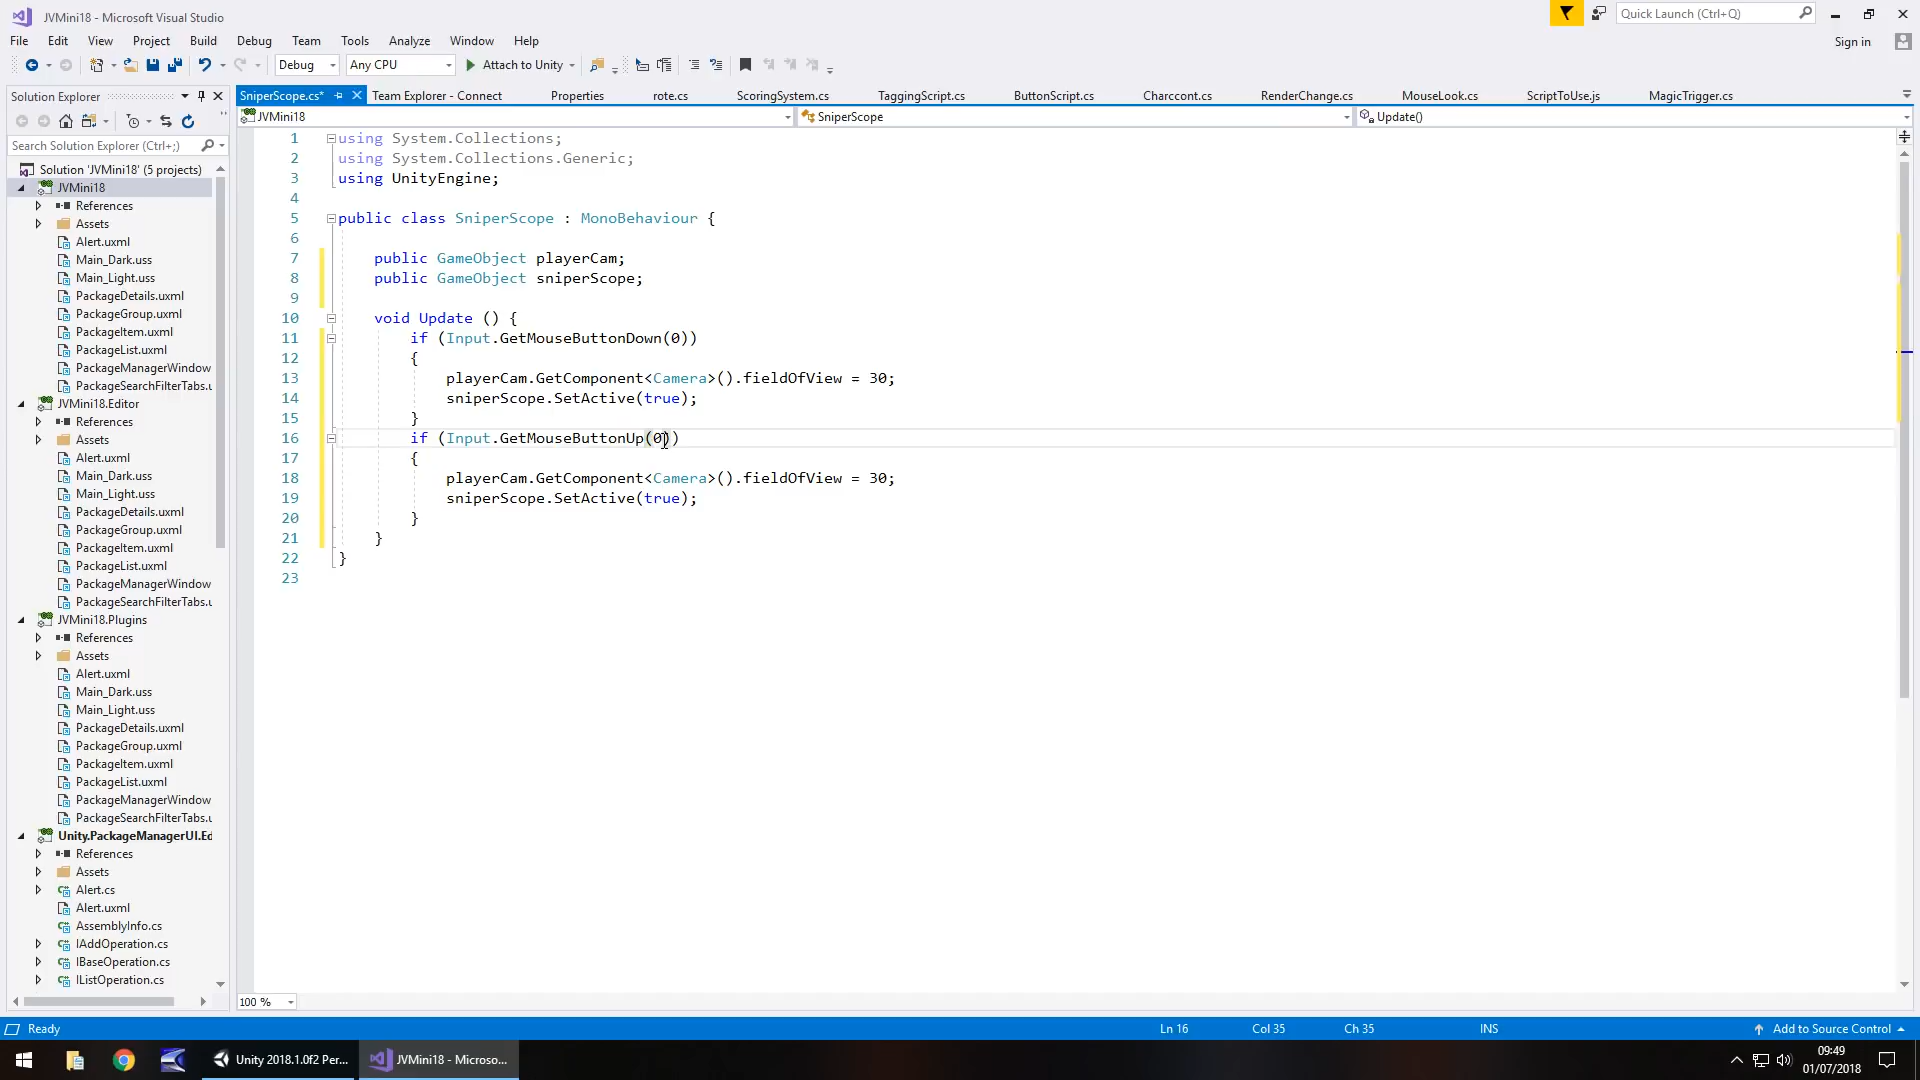 JVMini18 - Microsoft Visual Studio
Quick Launch (Ctrl+Q)
File Edit View Project Build Debug Team Tools Analyze Window Help
Sign in
Debug Any CPU Attach to Unity
Solution Explorer
SniperScope.cs* Team Explorer - Connect Properties rote.cs ScoringSystem.cs TaggingScript.cs ButtonScript.cs Charccont.cs RenderChange.cs MouseLook.cs ScriptToUse.js MagicTrigger.cs
JVMini18 SniperScope Update()
Search Solution Explorer (Ctrl+;)
Solution 'JVMini18' (5 projects)
JVMini18
References
Assets
Alert.uxml
Main_Dark.uss
Main_Light.uss
PackageDetails.uxml
PackageGroup.uxml
PackageItem.uxml
PackageList.uxml
PackageManagerWindow
PackageSearchFilterTabs.u
JVMini18.Editor
References
Assets
Alert.uxml
Main_Dark.uss
Main_Light.uss
PackageDetails.uxml
PackageGroup.uxml
PackageItem.uxml
PackageList.uxml
PackageManagerWindow
PackageSearchFilterTabs.u
JVMini18.Plugins
References
Assets
Alert.uxml
Main_Dark.uss
Main_Light.uss
PackageDetails.uxml
PackageGroup.uxml
PackageItem.uxml
PackageList.uxml
PackageManagerWindow
PackageSearchFilterTabs.u
Unity.PackageManagerUI.Ed
References
Assets
Alert.cs
Alert.uxml
AssemblyInfo.cs
IAddOperation.cs
IBaseOperation.cs
IListOperation.cs
1 using System.Collections;
2 using System.Collections.Generic;
3 using UnityEngine;
4
5 public class SniperScope : MonoBehaviour {
6
7 public GameObject playerCam;
8 public GameObject sniperScope;
9
10 void Update () {
11 if (Input.GetMouseButtonDown(0))
12 {
13 playerCam.GetComponent<Camera>().fieldOfView = 30;
14 sniperScope.SetActive(true);
15 }
16 if (Input.GetMouseButtonUp(0))
17 {
18 playerCam.GetComponent<Camera>().fieldOfView = 30;
19 sniperScope.SetActive(true);
20 }
21 }
22 }
23
100 %
Ready Ln 16 Col 35 Ch 35 INS Add to Source Control
Unity 2018.1.0f2 Per... JVMini18 - Microso...
09:49
01/07/2018